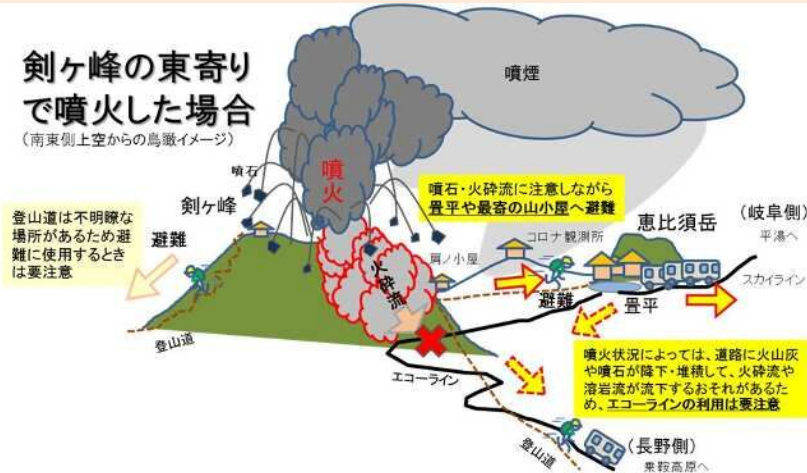 剣ヶ峰の東寄り
で噴火した場合
(南東側上空からの鳥瞰イメージ)
噴煙
噴石
噴火
剣ヶ峰
登山道は不明瞭な
場所があるため避
難に使用するとき
は要注意
避難
噴石・火砕流に注意しながら
畳平や最寄の山小屋へ避難
火砕流
肩ノ小屋
コロナ観測所
恵比須岳
(岐阜側)
平湯へ
スカイライン
避難
畳平
登山道
エコーライン
噴火状況によっては、道路に火山灰
や噴石が降下・堆積して、火砕流や
溶岩流が流下するおそれがあるた
め、エコーラインの利用は要注意
登山道
(長野側)
乗鞍高原へ